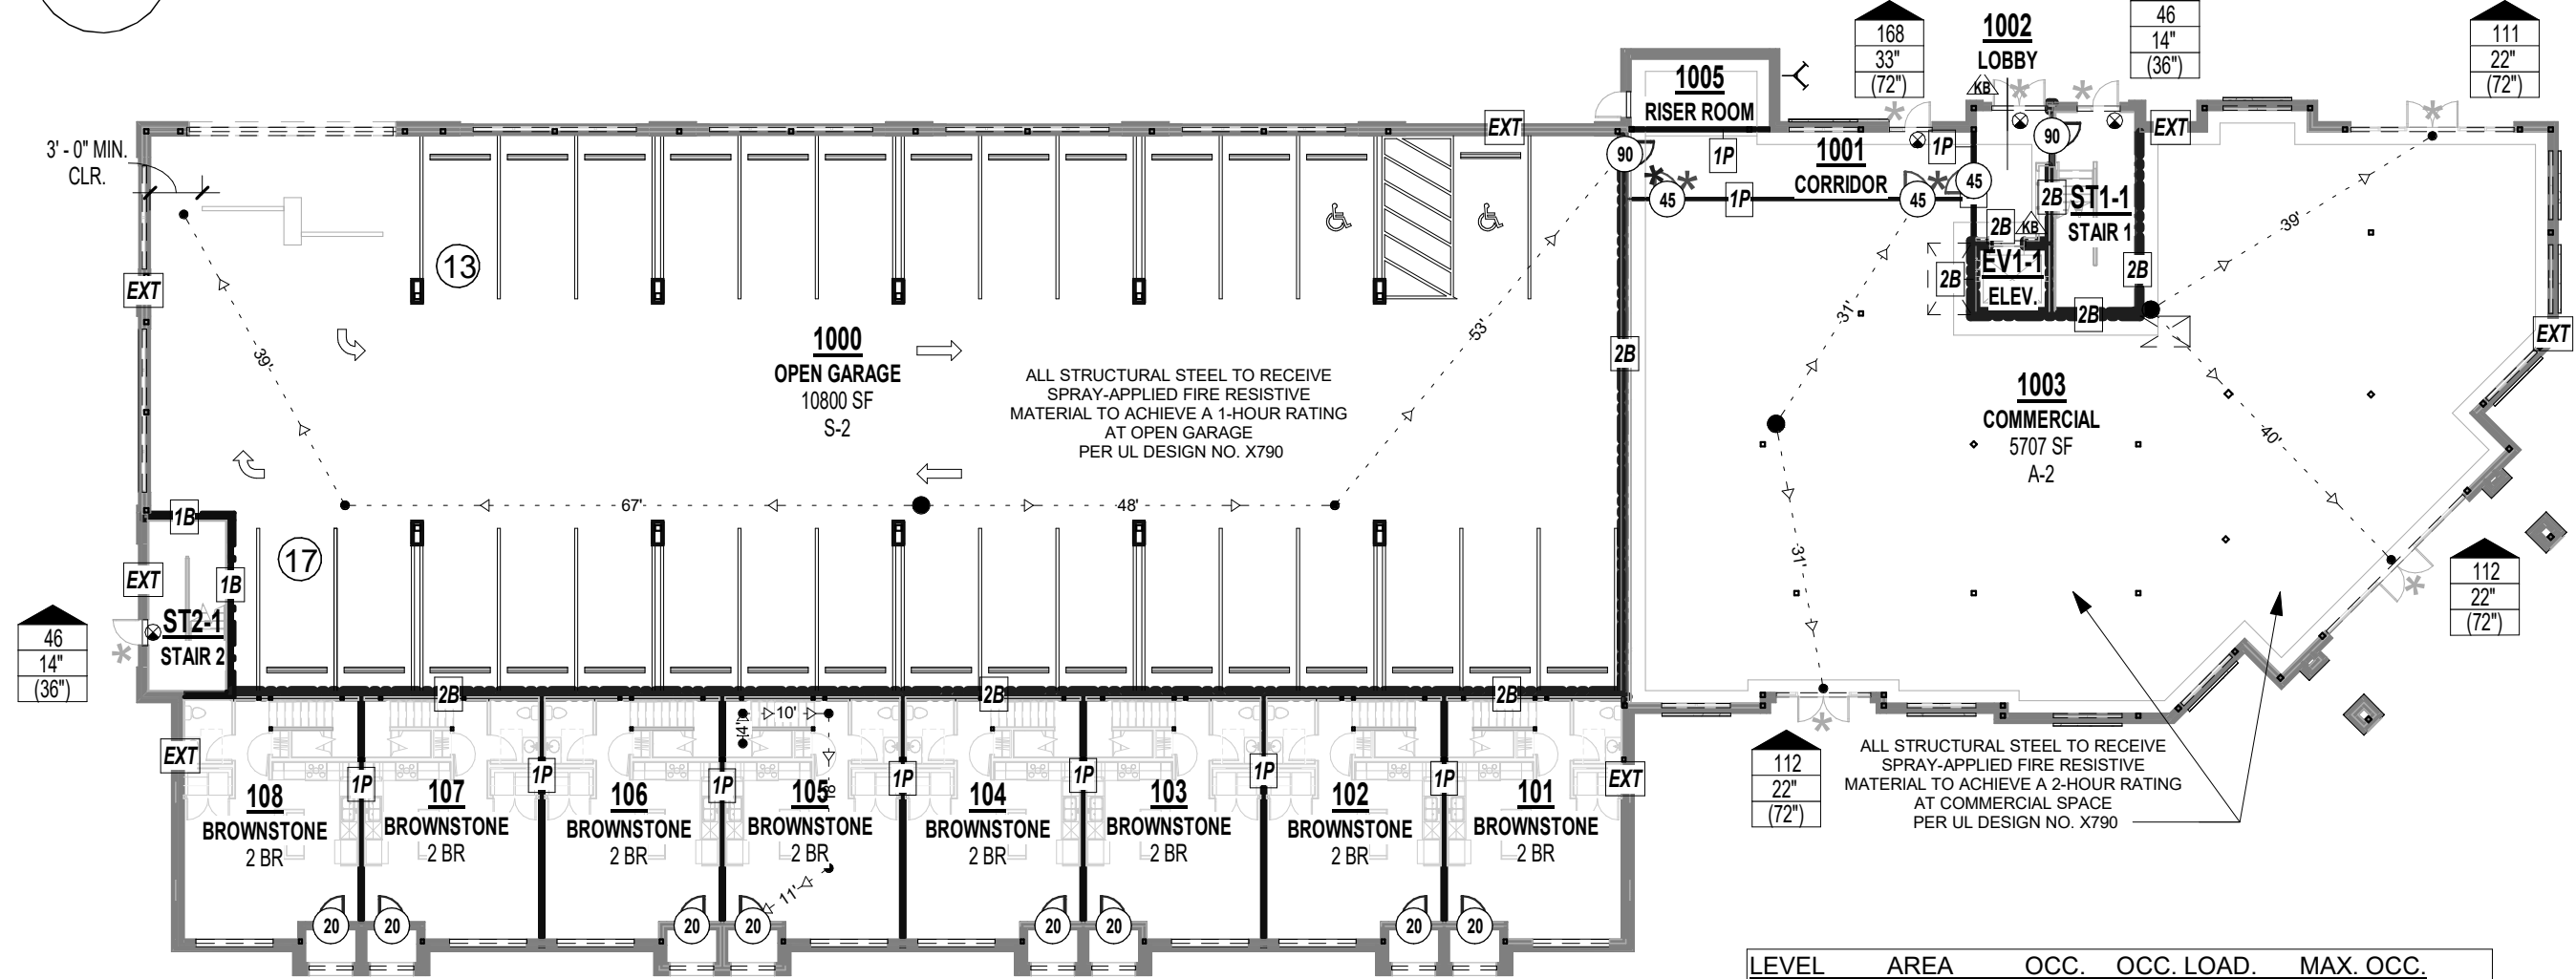 168
33"
(72")
1002
LOBBY
46
14"
(36")
111
22"
(72")
1005
RISER ROOM
KB
EXT
EXT
3' - 0" MIN.
CLR.
90
1P
1001
CORRIDOR
1P
90
45
1P
45
45
2B
ST1-1
STAIR 1
2B
KB
39'
13
EXT
2B
EV1-1
ELEV.
2B
2B
EXT
1000
OPEN GARAGE
10800 SF
S-2
39'
53'
31'
2B
ALL STRUCTURAL STEEL TO RECEIVE
SPRAY-APPLIED FIRE RESISTIVE
MATERIAL TO ACHIEVE A 1-HOUR RATING
AT OPEN GARAGE
PER UL DESIGN NO. X790
1003
COMMERCIAL
5707 SF
A-2
40'
67'
48'
1B
17
EXT
1B
31'
112
22"
(72")
ST2-1
STAIR 2
46
14"
(36")
2B
2B
2B
10'
4'
EXT
1P
1P
1P
1P
1P
1P
1P
EXT
112
22"
(72")
ALL STRUCTURAL STEEL TO RECEIVE
SPRAY-APPLIED FIRE RESISTIVE
MATERIAL TO ACHIEVE A 2-HOUR RATING
AT COMMERCIAL SPACE
PER UL DESIGN NO. X790
108
BROWNSTONE
2 BR
107
BROWNSTONE
2 BR
106
BROWNSTONE
2 BR
105
BROWNSTONE
2 BR
104
BROWNSTONE
2 BR
103
BROWNSTONE
2 BR
102
BROWNSTONE
2 BR
101
BROWNSTONE
2 BR
11'
20
20
20
20
20
20
20
20
LEVEL AREA OCC. OCC. LOAD. MAX. OCC.